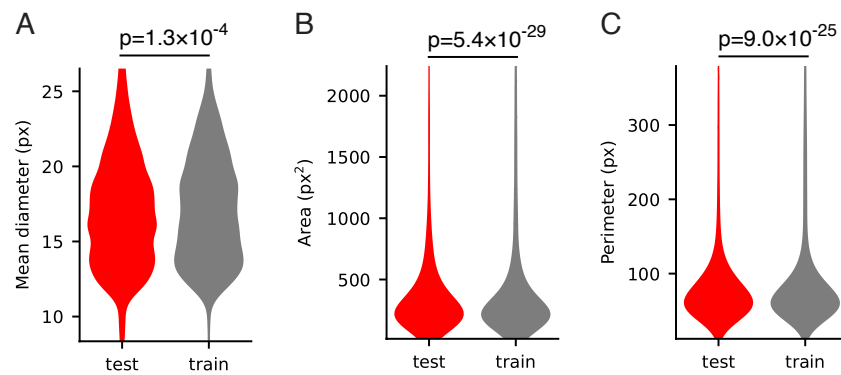 A
p=1.3×10-4
Mean diameter (px)
25
20
15
10
test
train
B
p=5.4×10-29
Area (px2)
2000
1500
1000
500
test
train
C
p=9.0×10-25
Perimeter (px)
300
200
100
test
train